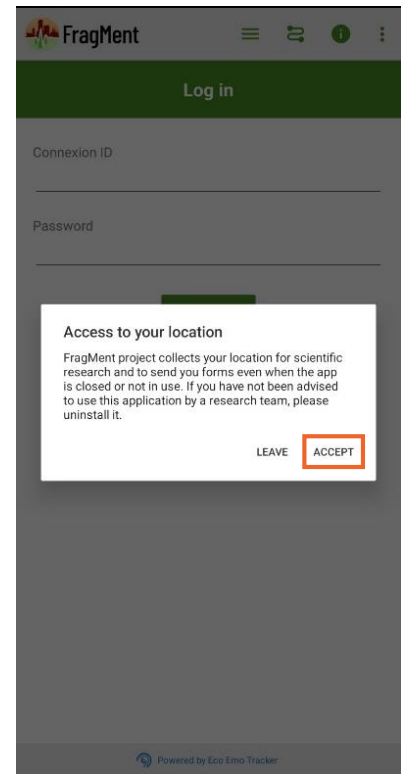 FragMent
Log in
Connexion ID
Password
Access to your location
FragMent project collects your location for scientific
research and to send you forms even when the app
is closed or not in use. If you have not been advised
to use this application by a research team, please
uninstall it.
LEAVE ACCEPT
Powered by Eco Emo Tracker